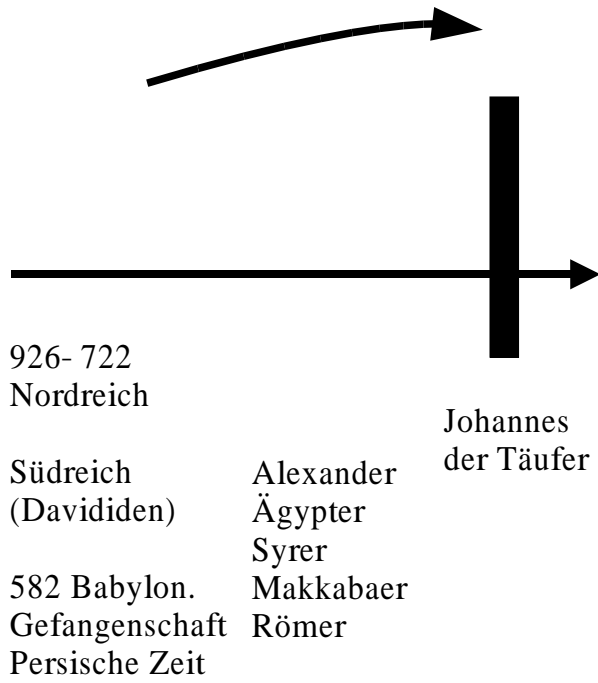 926- 722
Nordreich
Südreich
(Davididen)
582 Babylon.
Gefangenschaft
Persische Zeit
Alexander
Ägypter
Syrer
Makkabaer
Römer
Johannes
der Täufer